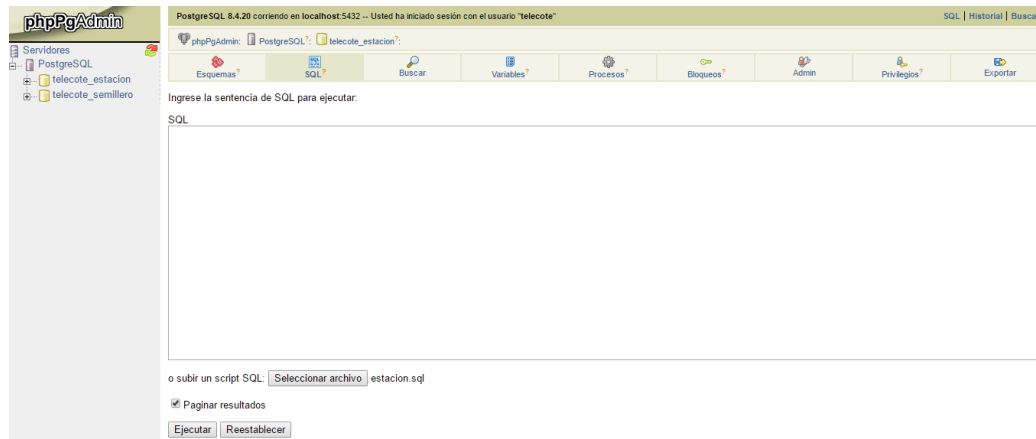 phpPgAdmin
Servidores
PostgreSQL
telecote_estacion
telecote_semillero
PostgreSQL 8.4.20 corriendo en localhost:5432 -- Usted ha iniciado sesión con el usuario "telecote"
SQL | Historial | Busca
phpPgAdmin: PostgreSQL?: telecote_estacion?:
Esquemas? SQL? Buscar Variables? Procesos? Bloqueos? Admin Privilegios? Exportar
Ingrese la sentencia de SQL para ejecutar:
SQL
o subir un script SQL: Seleccionar archivo estacion.sql
Paginar resultados
Ejecutar Reestablecer